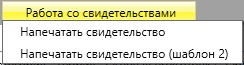 Работа со свидетельствами
Напечатать свидетельство
Напечатать свидетельство (шаблон 2)